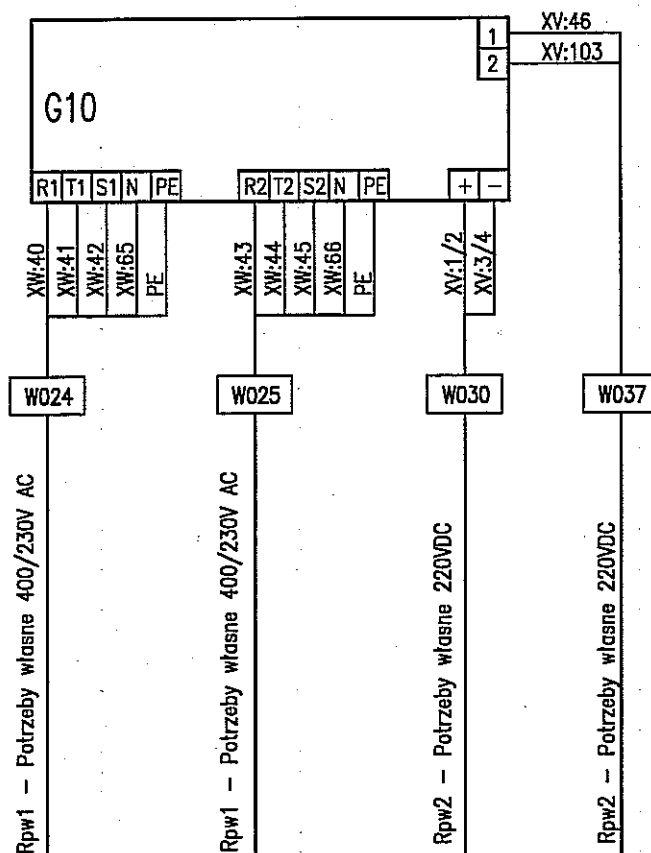 XV:46
1
XV:103
2
G10
R1 T1 S1 N PE
R2 T2 S2 N PE
+ -
XW:40
XW:41
XW:42
XW:65
PE
XW:43
XW:44
XW:45
XW:66
PE
XV:1/2
XV:3/4
W024
W025
W030
W037
Rpw1 – Potrzeby własne 400/230V AC
Rpw1 – Potrzeby własne 400/230V AC
Rpw2 – Potrzeby własne 220VDC
Rpw2 – Potrzeby własne 220VDC